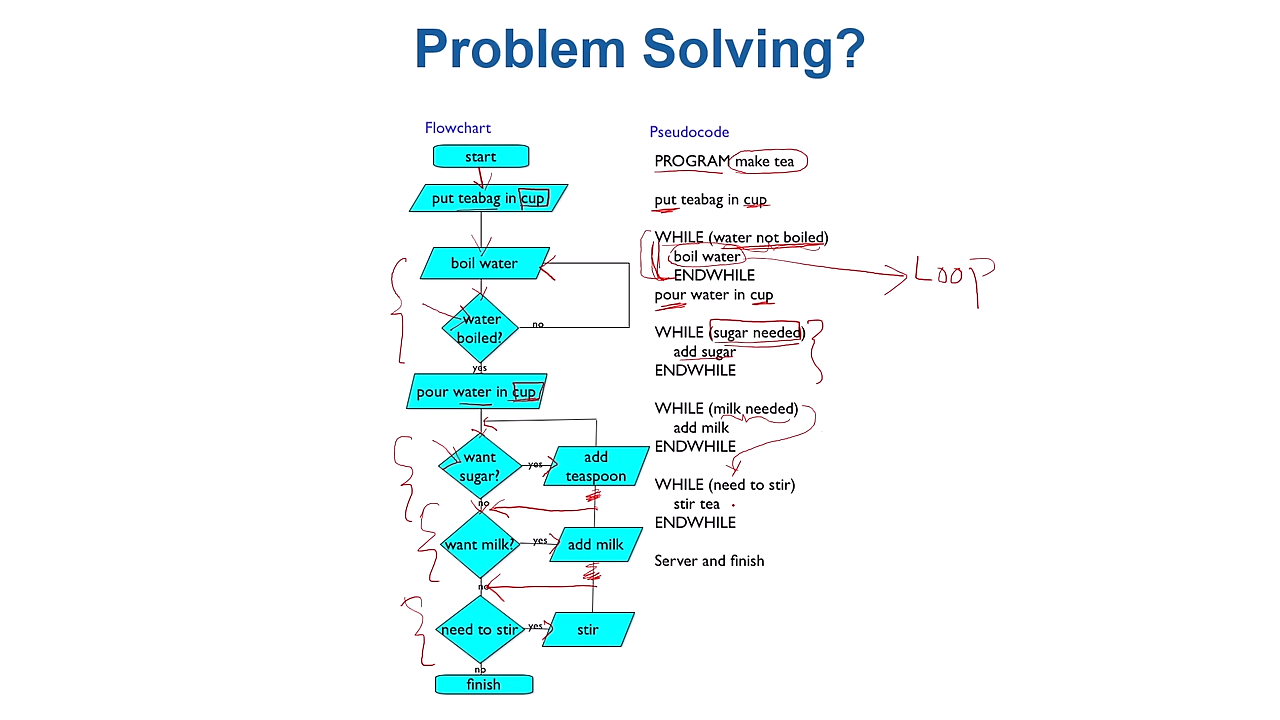 Problem Solving?
Flowchart
start
put teabag in cup
boil water
water
boiled?
no
yes
pour water in cup
want
sugar?
yes
add
teaspoon
no
want milk?
yes
add milk
no
need to stir
yes
stir
no
finish
Pseudocode
PROGRAM make tea
put teabag in cup
WHILE (water not boiled)
boil water
ENDWHILE
pour water in cup
WHILE (sugar needed)
add sugar
ENDWHILE
WHILE (milk needed)
add milk
ENDWHILE
WHILE (need to stir)
stir tea
ENDWHILE
Server and finish
Loop